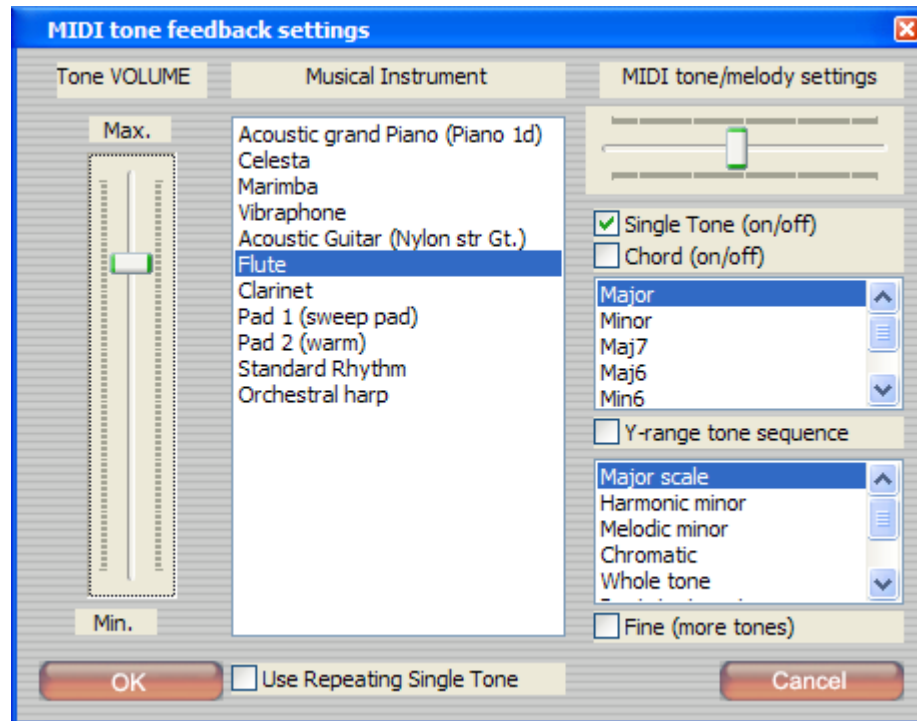 MIDI tone feedback settings
Tone VOLUME
Max.
Min.
Musical Instrument
Acoustic grand Piano (Piano 1d)
Celesta
Marimba
Vibraphone
Acoustic Guitar (Nylon str Gt.)
Flute
Clarinet
Pad 1 (sweep pad)
Pad 2 (warm)
Standard Rhythm
Orchestral harp
MIDI tone/melody settings
Single Tone (on/off)
Chord (on/off)
Major
Minor
Maj7
Maj6
Min6
Y-range tone sequence
Major scale
Harmonic minor
Melodic minor
Chromatic
Whole tone
Fine (more tones)
OK
Use Repeating Single Tone
Cancel